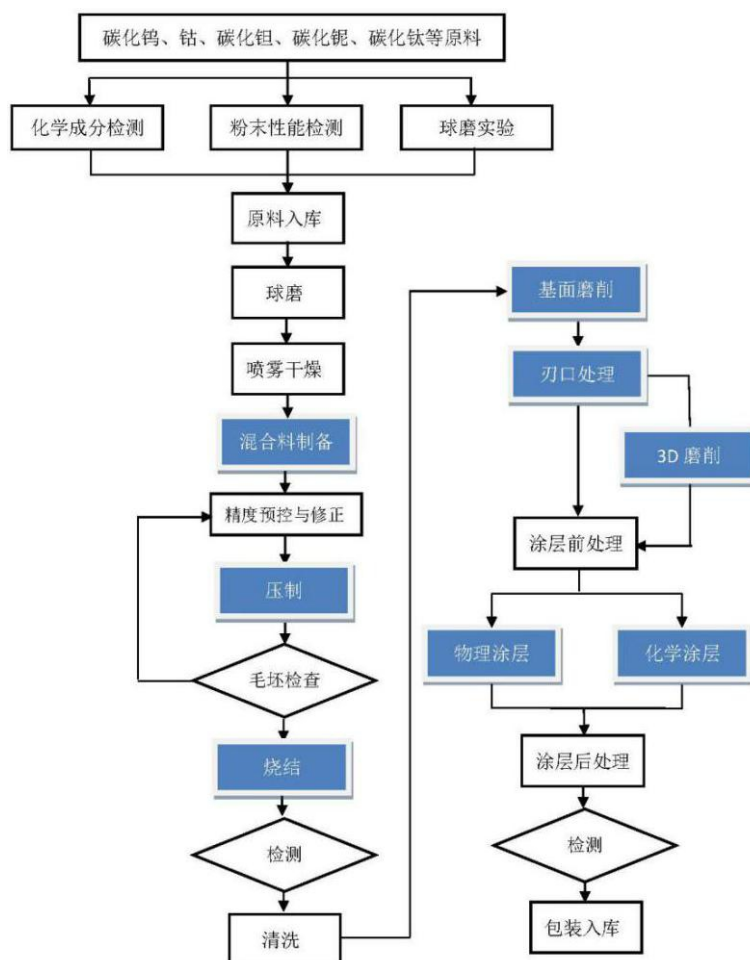 碳化钨、钴、碳化钽、碳化铌、碳化钛等原料
化学成分检测
粉末性能检测
球磨实验
原料入库
球磨
喷雾干燥
混合料制备
精度预控与修正
压制
毛坯检查
烧结
检测
清洗
基面磨削
刃口处理
3D 磨削
涂层前处理
物理涂层
化学涂层
涂层后处理
检测
包装入库